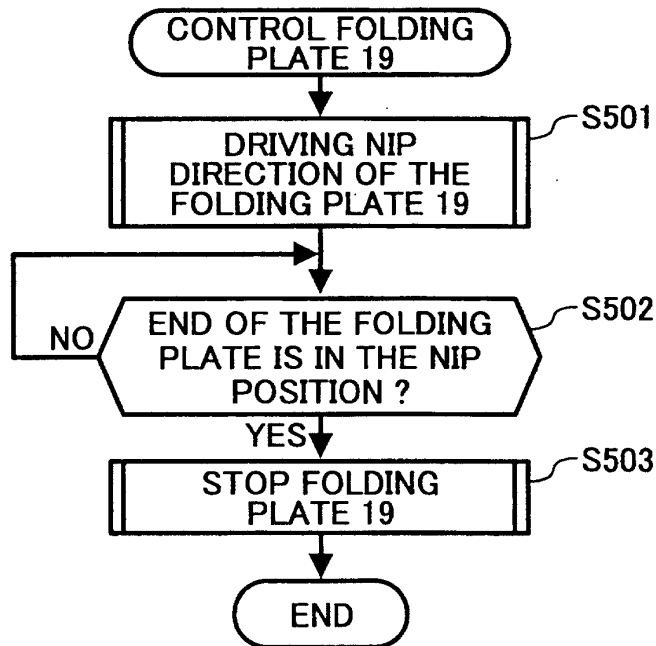 CONTROL FOLDING
PLATE 19
S501
DRIVING NIP
DIRECTION OF THE
FOLDING PLATE 19
S502
END OF THE FOLDING
PLATE IS IN THE NIP
POSITION ?
NO
YES
S503
STOP FOLDING
PLATE 19
END